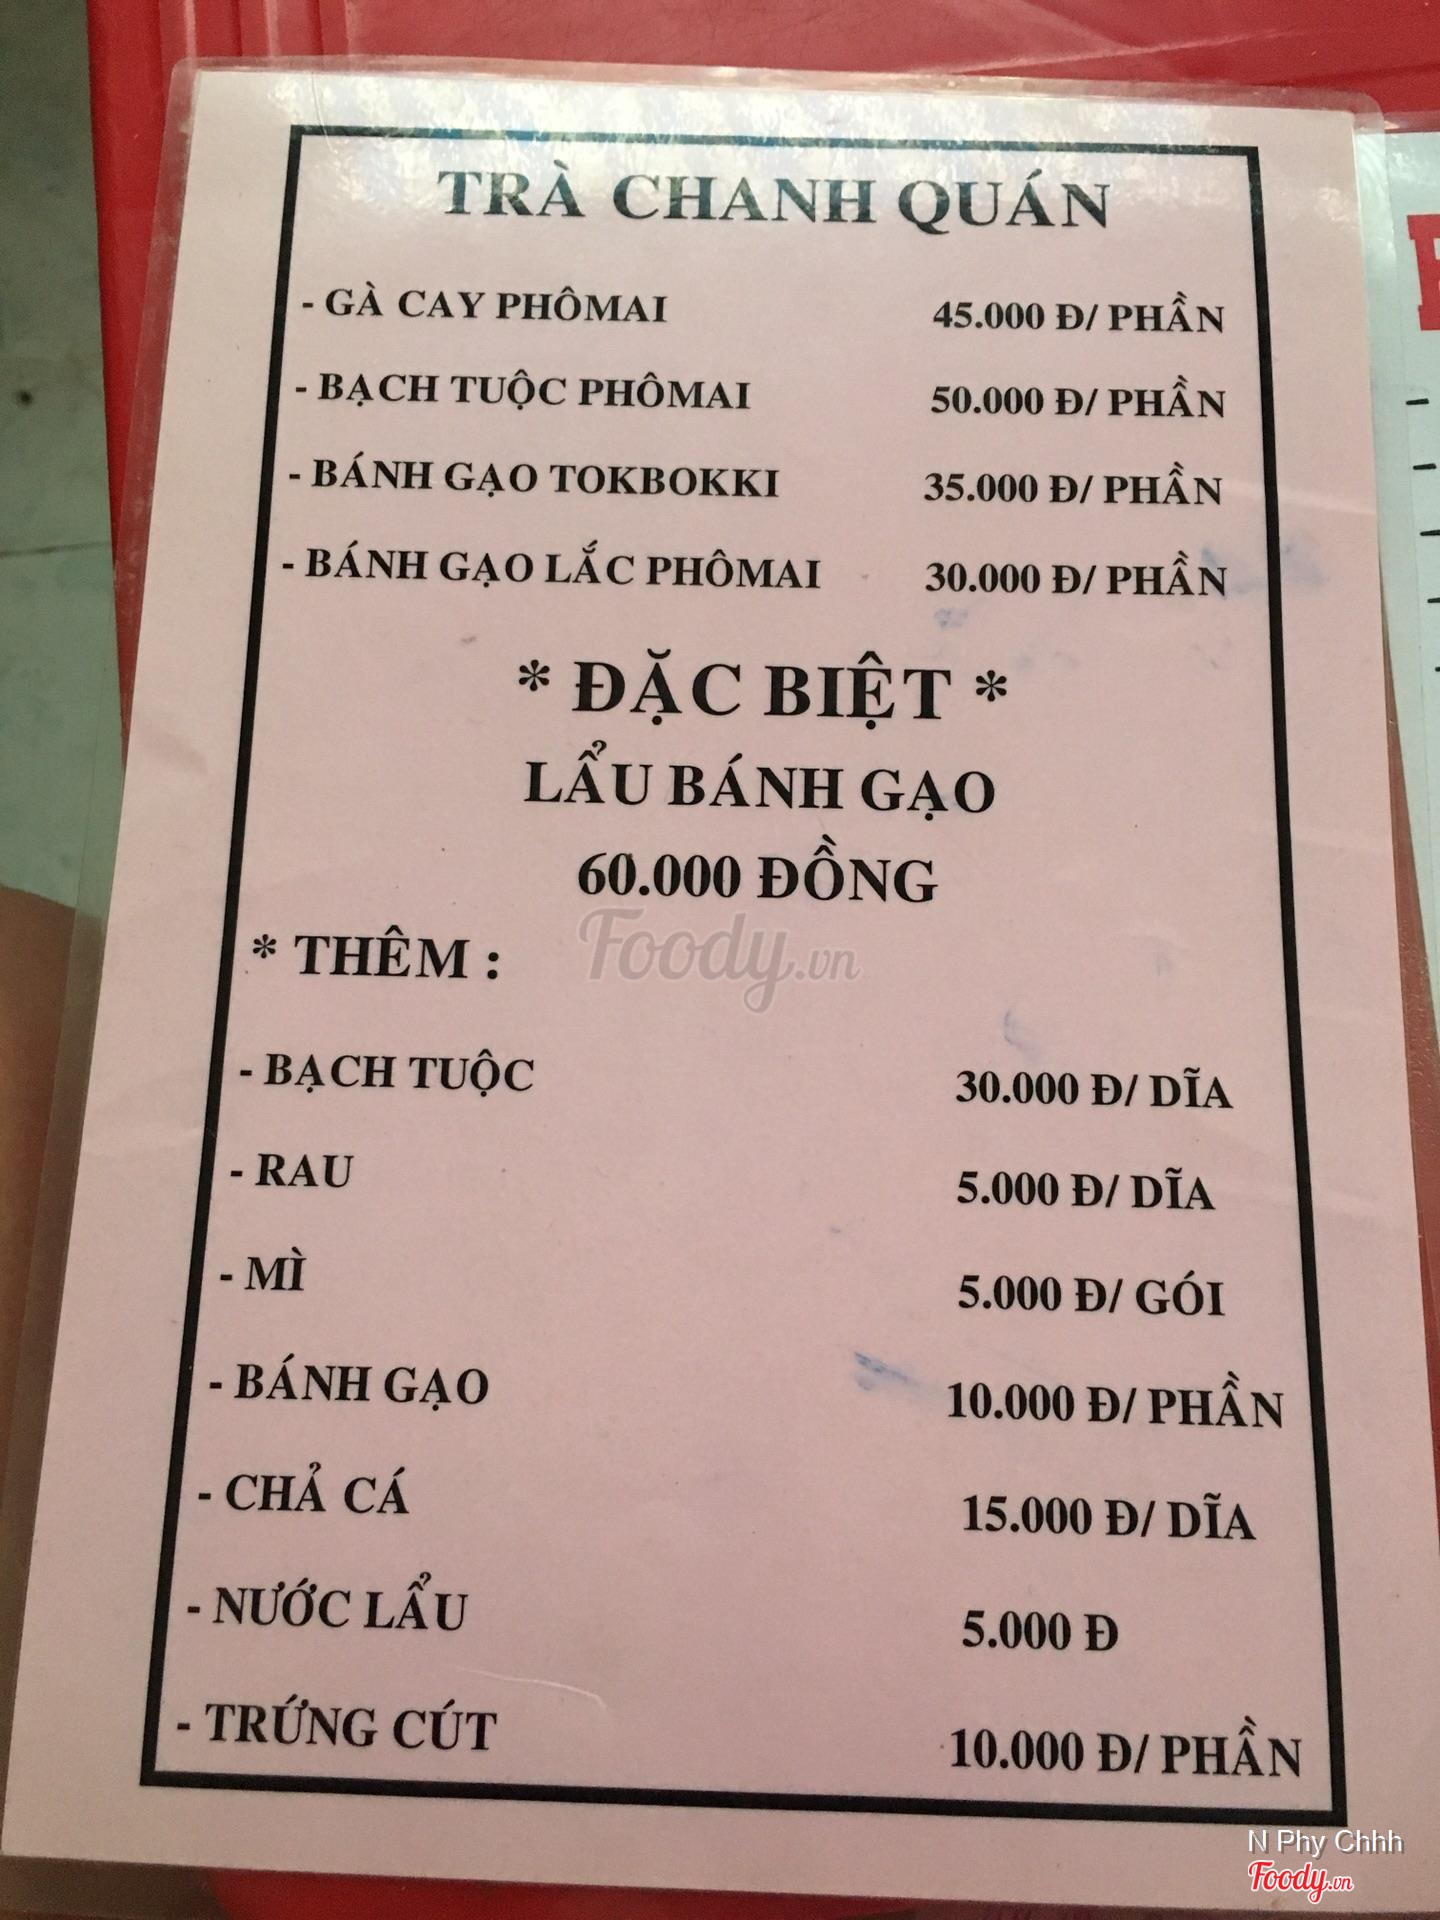 TRÀ CHANH QUÁN
- GÀ CAY PHÔMAI 45.000 Đ/ PHẦN
- BẠCH TUỘC PHÔMAI 50.000 Đ/ PHẦN
- BÁNH GẠO TOKBOKKI 35.000 Đ/ PHẦN
- BÁNH GẠO LẮC PHÔMAI 30.000 Đ/ PHẦN
* ĐẶC BIỆT *
LẨU BÁNH GẠO
60.000 ĐỒNG
Foody.vn
* THÊM :
- BẠCH TUỘC 30.000 Đ/ DĨA
- RAU 5.000 Đ/ DĨA
- MÌ 5.000 Đ/ GÓI
- BÁNH GẠO 10.000 Đ/ PHẦN
- CHẢ CÁ 15.000 Đ/ DĨA
- NƯỚC LẨU 5.000 Đ
- TRỨNG CÚT 10.000 Đ/ PHẦN
N Phy Chhh
Foody.vn